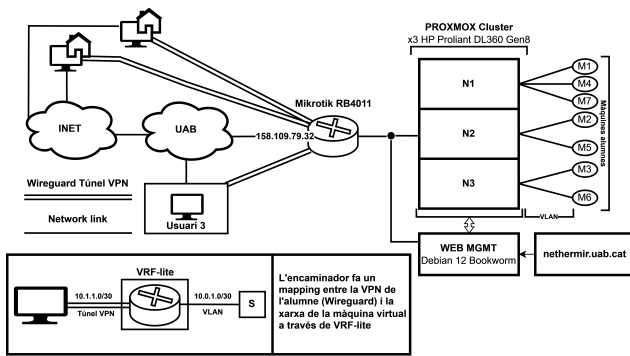 PROXMOX Cluster
x3 HP Proliant DL360 Gen8
Mikrotik RB4011
INET
UAB
158.109.79.32
N1
N2
N3
M1
M4
M7
M2
M5
M3
M6
Màquines alumnes
VLAN
Wireguard Túnel VPN
Network link
Usuari 3
WEB MGMT
Debian 12 Bookworm
nethermir.uab.cat
VRF-lite
10.1.1.0/30
Túnel VPN
10.0.1.0/30
VLAN
S
L'encaminador fa un
mapping entre la VPN de
l'alumne (Wireguard) i la
xarxa de la màquina virtual
a través de VRF-lite